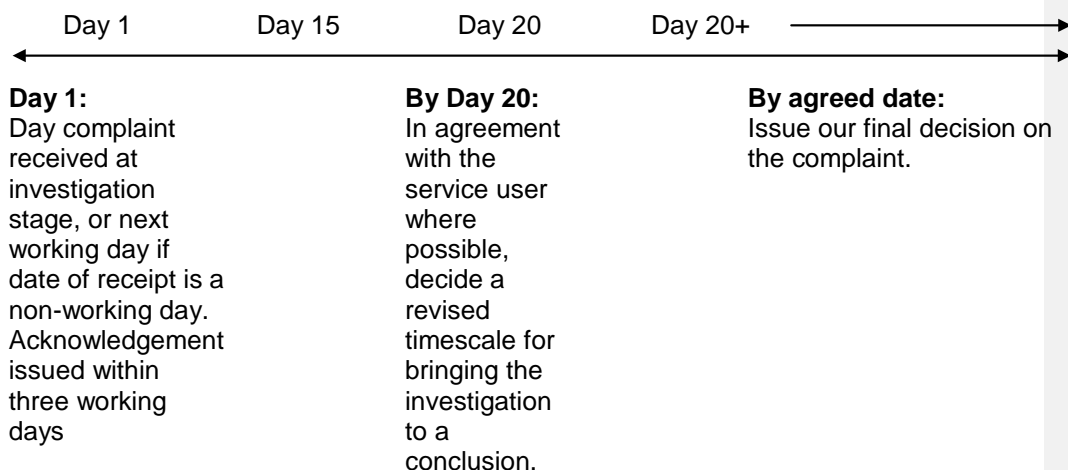 Day 1 Day 15 Day 20 Day 20+
Day 1:
Day complaint
received at
investigation
stage, or next
working day if
date of receipt is a
non-working day.
Acknowledgement
issued within
three working
days
By Day 20:
In agreement
with the
service user
where
possible,
decide a
revised
timescale for
bringing the
investigation
to a
conclusion.
By agreed date:
Issue our final decision on
the complaint.